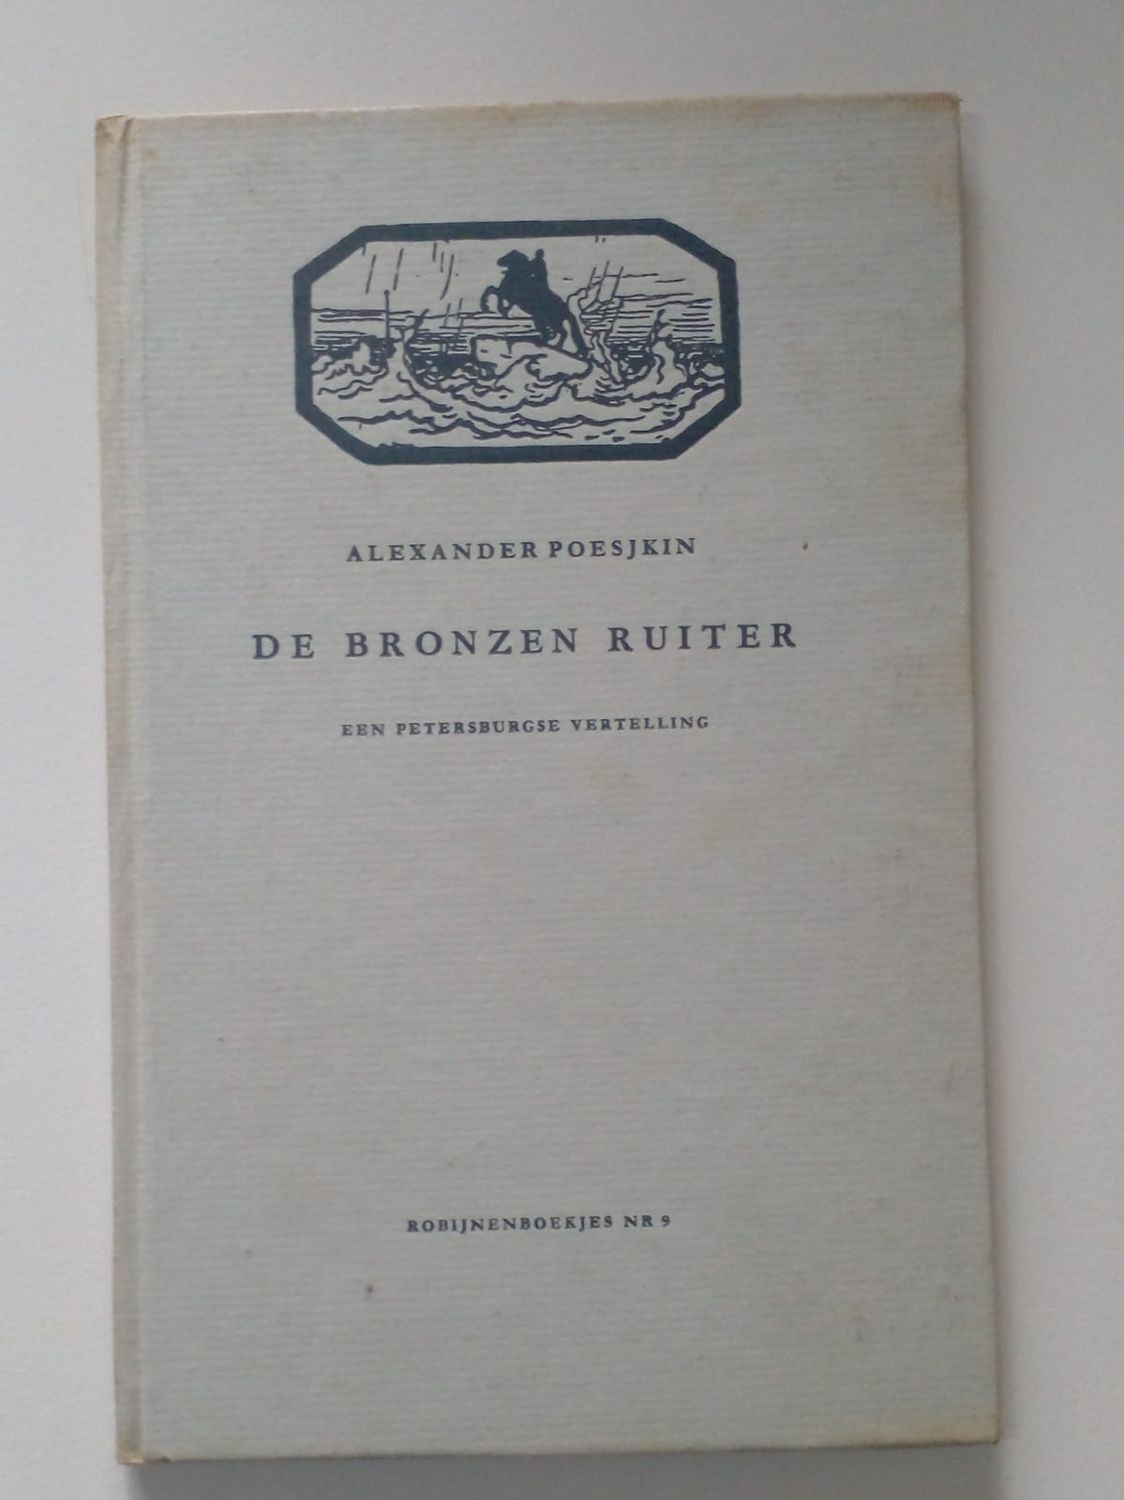 ALEXANDER POESJKIN
DE BRONZEN RUITER
EEN PETERSBURGSE VERTELLING
ROBIJNENBOEKJES NR 9